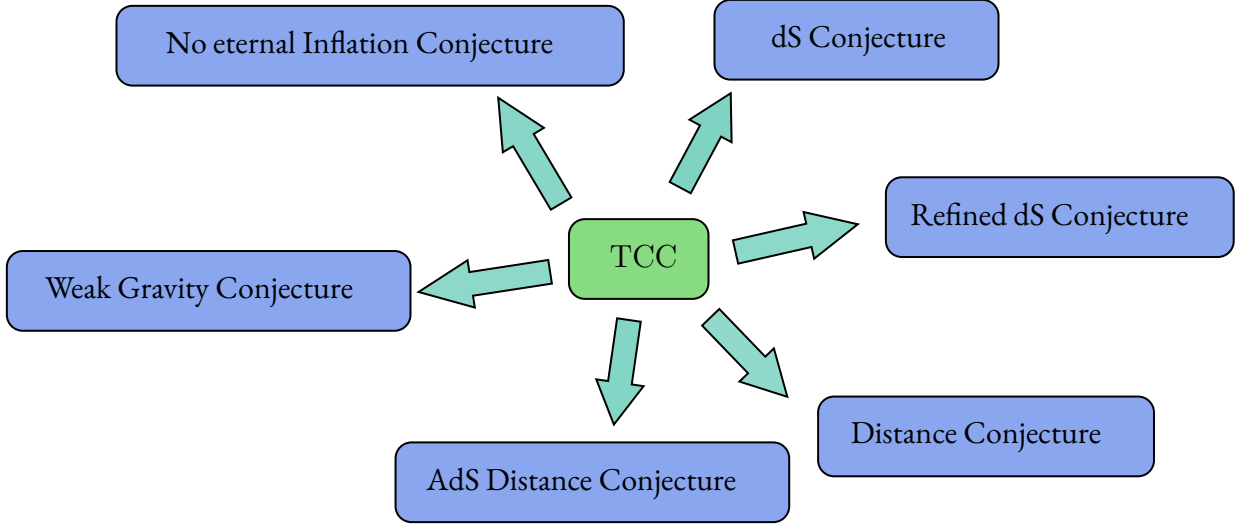 No eternal Inflation Conjecture
dS Conjecture
Refined dS Conjecture
TCC
Weak Gravity Conjecture
Distance Conjecture
AdS Distance Conjecture